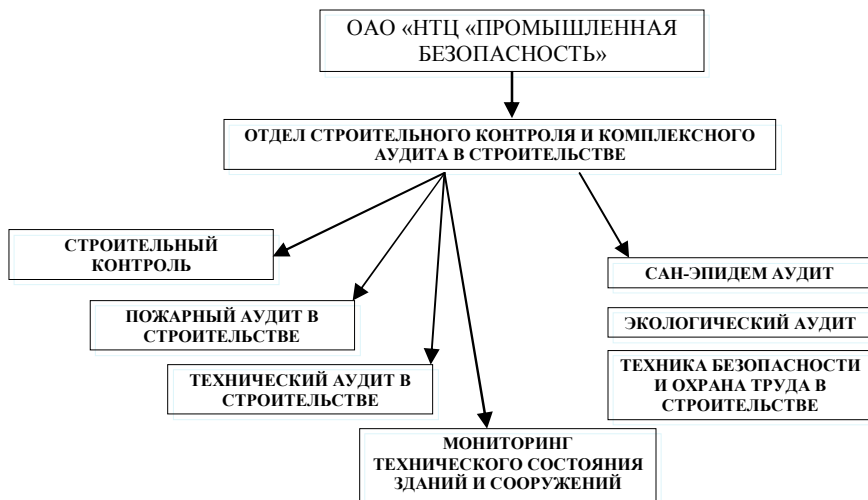 ОАО «НТЦ «ПРОМЫШЛЕННАЯ
БЕЗОПАСНОСТЬ»
ОТДЕЛ СТРОИТЕЛЬНОГО КОНТРОЛЯ И КОМПЛЕКСНОГО
АУДИТА В СТРОИТЕЛЬСТВЕ
СТРОИТЕЛЬНЫЙ
КОНТРОЛЬ
ПОЖАРНЫЙ АУДИТ В
СТРОИТЕЛЬСТВЕ
ТЕХНИЧЕСКИЙ АУДИТ В
СТРОИТЕЛЬСТВЕ
МОНИТОРИНГ
ТЕХНИЧЕСКОГО СОСТОЯНИЯ
ЗДАНИЙ И СООРУЖЕНИЙ
САН-ЭПИДЕМ АУДИТ
ЭКОЛОГИЧЕСКИЙ АУДИТ
ТЕХНИКА БЕЗОПАСНОСТИ
И ОХРАНА ТРУДА В
СТРОИТЕЛЬСТВЕ